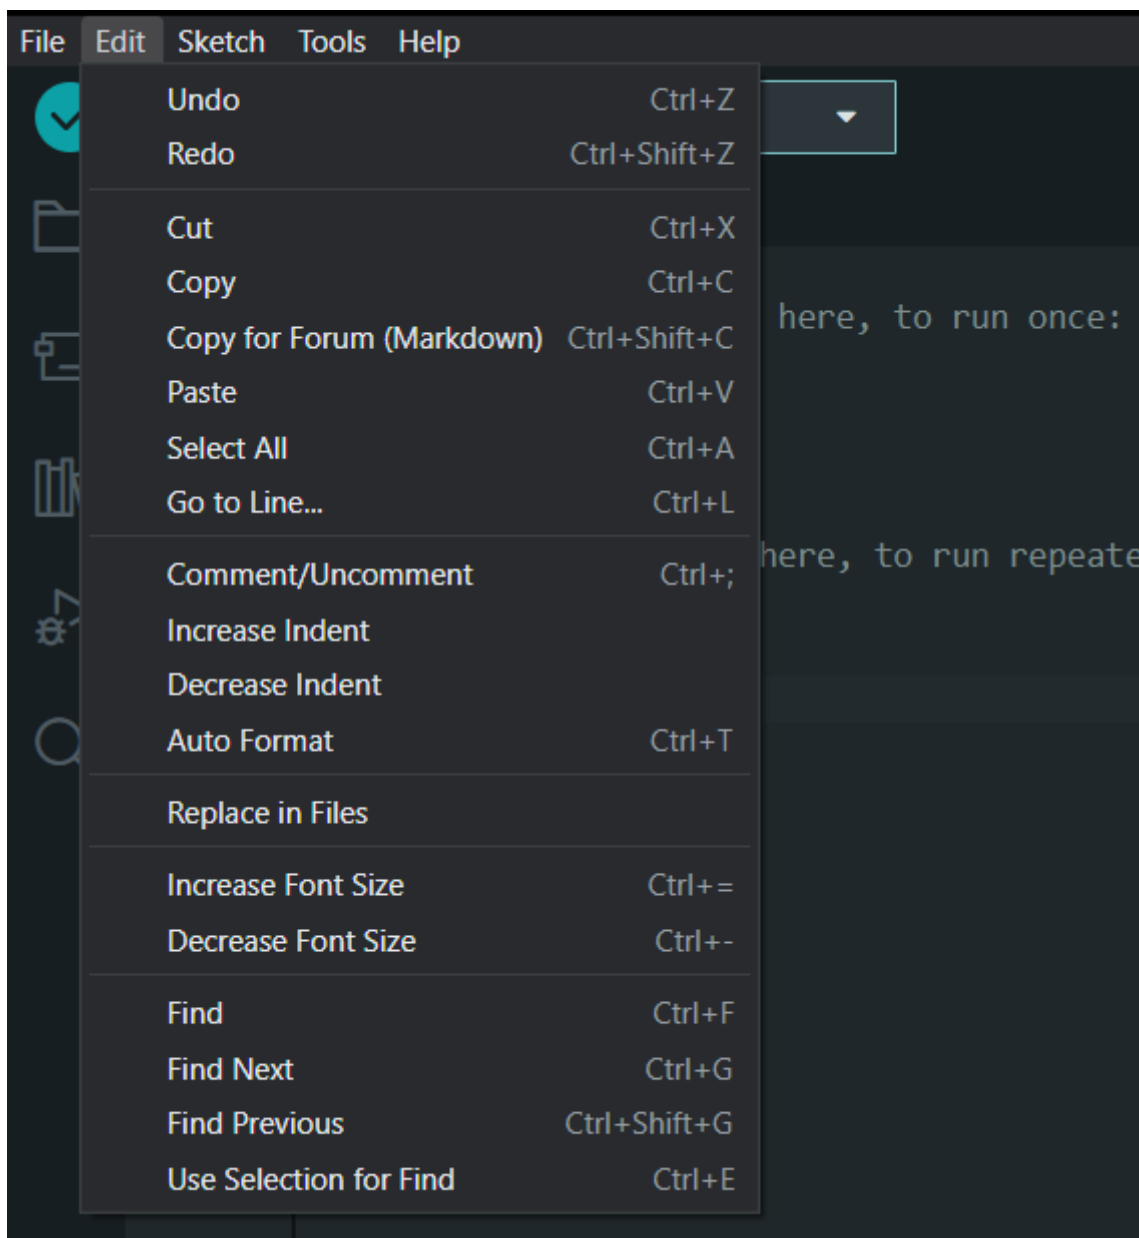 File Edit Sketch Tools Help
Undo Ctrl+Z
Redo Ctrl+Shift+Z
Cut Ctrl+X
Copy Ctrl+C
Copy for Forum (Markdown) Ctrl+Shift+C
Paste Ctrl+V
Select All Ctrl+A
Go to Line... Ctrl+L
Comment/Uncomment Ctrl+;
Increase Indent
Decrease Indent
Auto Format Ctrl+T
Replace in Files
Increase Font Size Ctrl+=
Decrease Font Size Ctrl+-
Find Ctrl+F
Find Next Ctrl+G
Find Previous Ctrl+Shift+G
Use Selection for Find Ctrl+E
here, to run once:
here, to run repeate